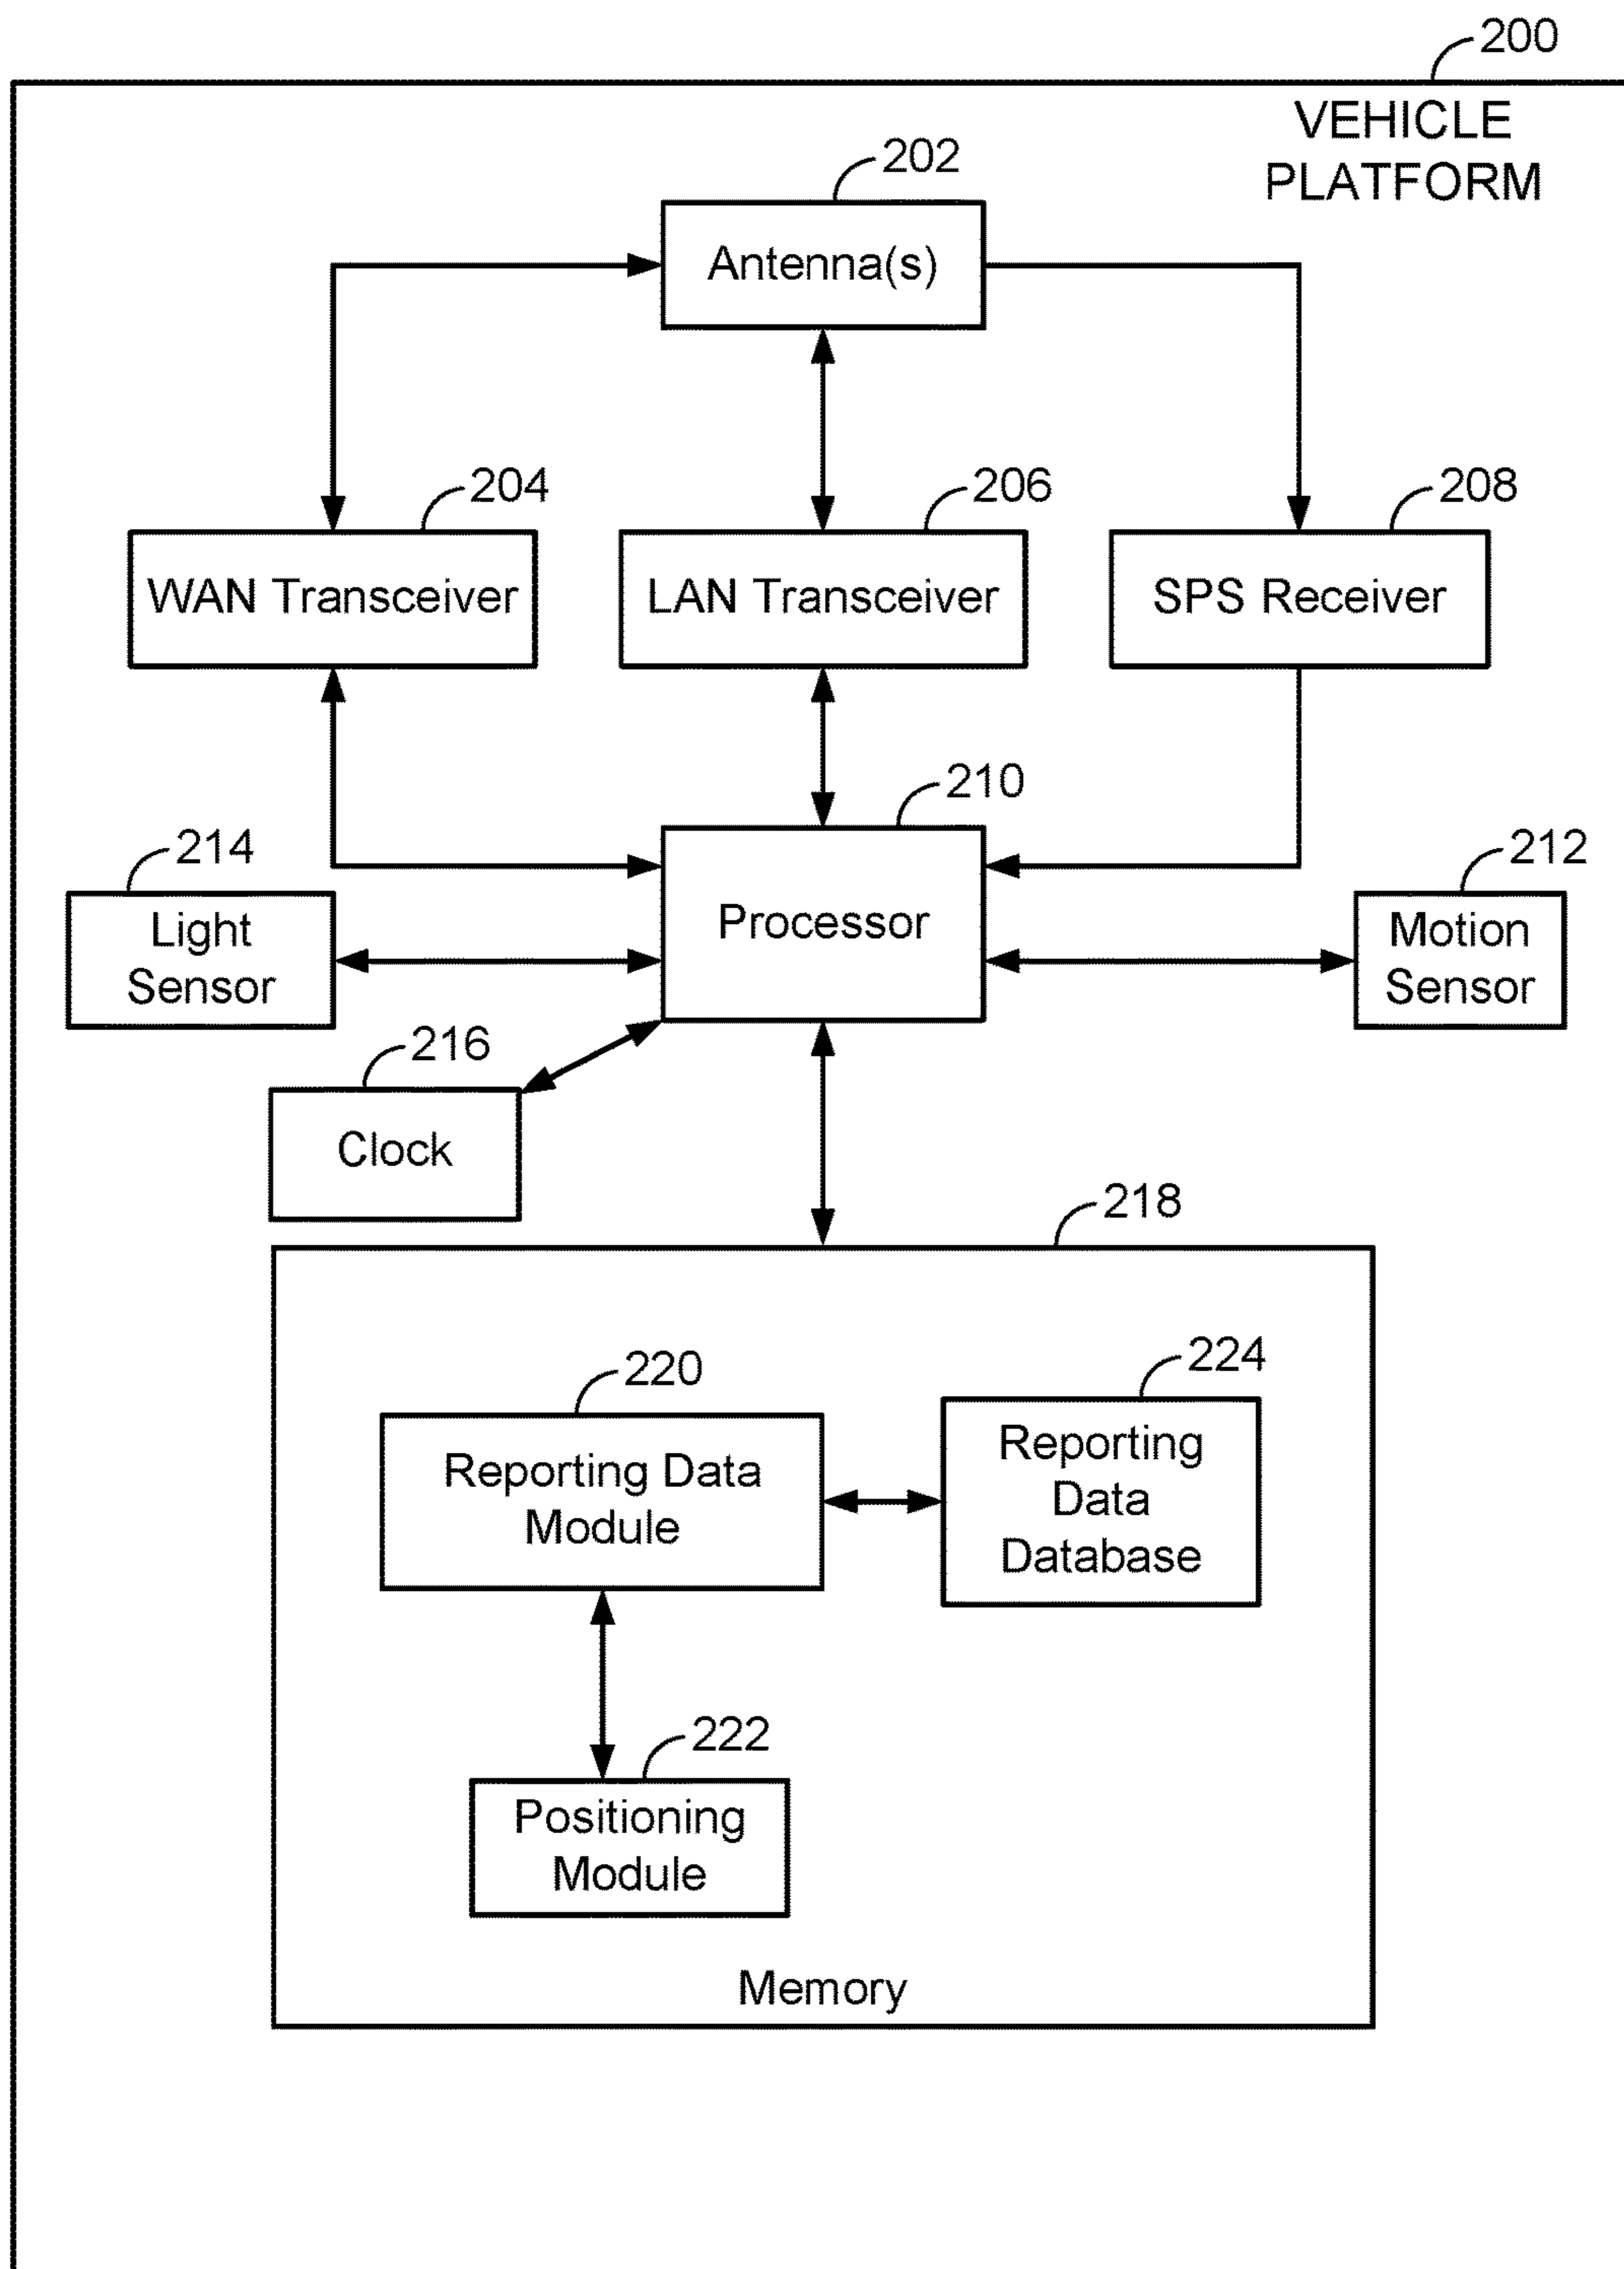 200
VEHICLE
PLATFORM
202
Antenna(s)
204
206
208
WAN Transceiver
LAN Transceiver
SPS Receiver
210
214
212
Light
Sensor
Processor
Motion
Sensor
216
Clock
218
220
224
Reporting Data
Module
Reporting
Data
Database
222
Positioning
Module
Memory